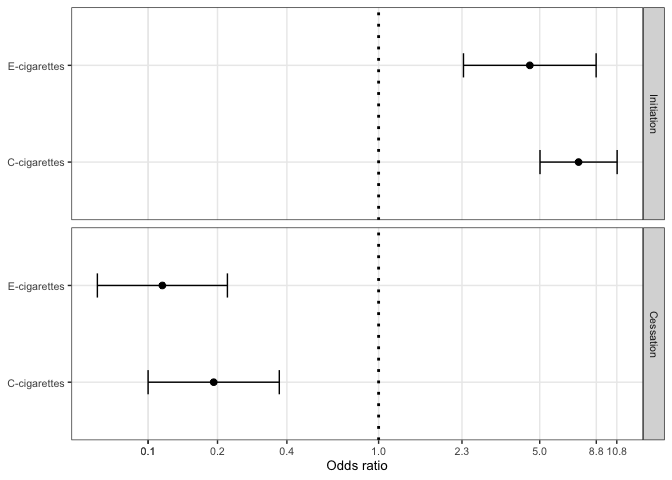 E-cigarettes
C-cigarettes
Initiation
E-cigarettes
C-cigarettes
Cessation
0.1 0.2 0.4 1.0 2.3 5.0 8.8 10.8
Odds ratio